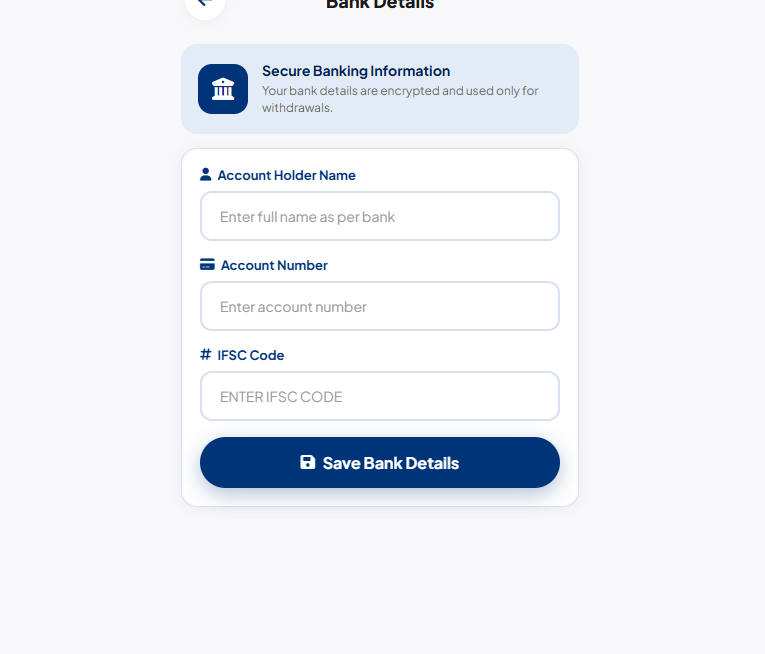 Bank Details
Secure Banking Information
Your bank details are encrypted and used only for
withdrawals.
Account Holder Name
Enter full name as per bank
Account Number
Enter account number
# IFSC Code
ENTER IFSC CODE
Save Bank Details